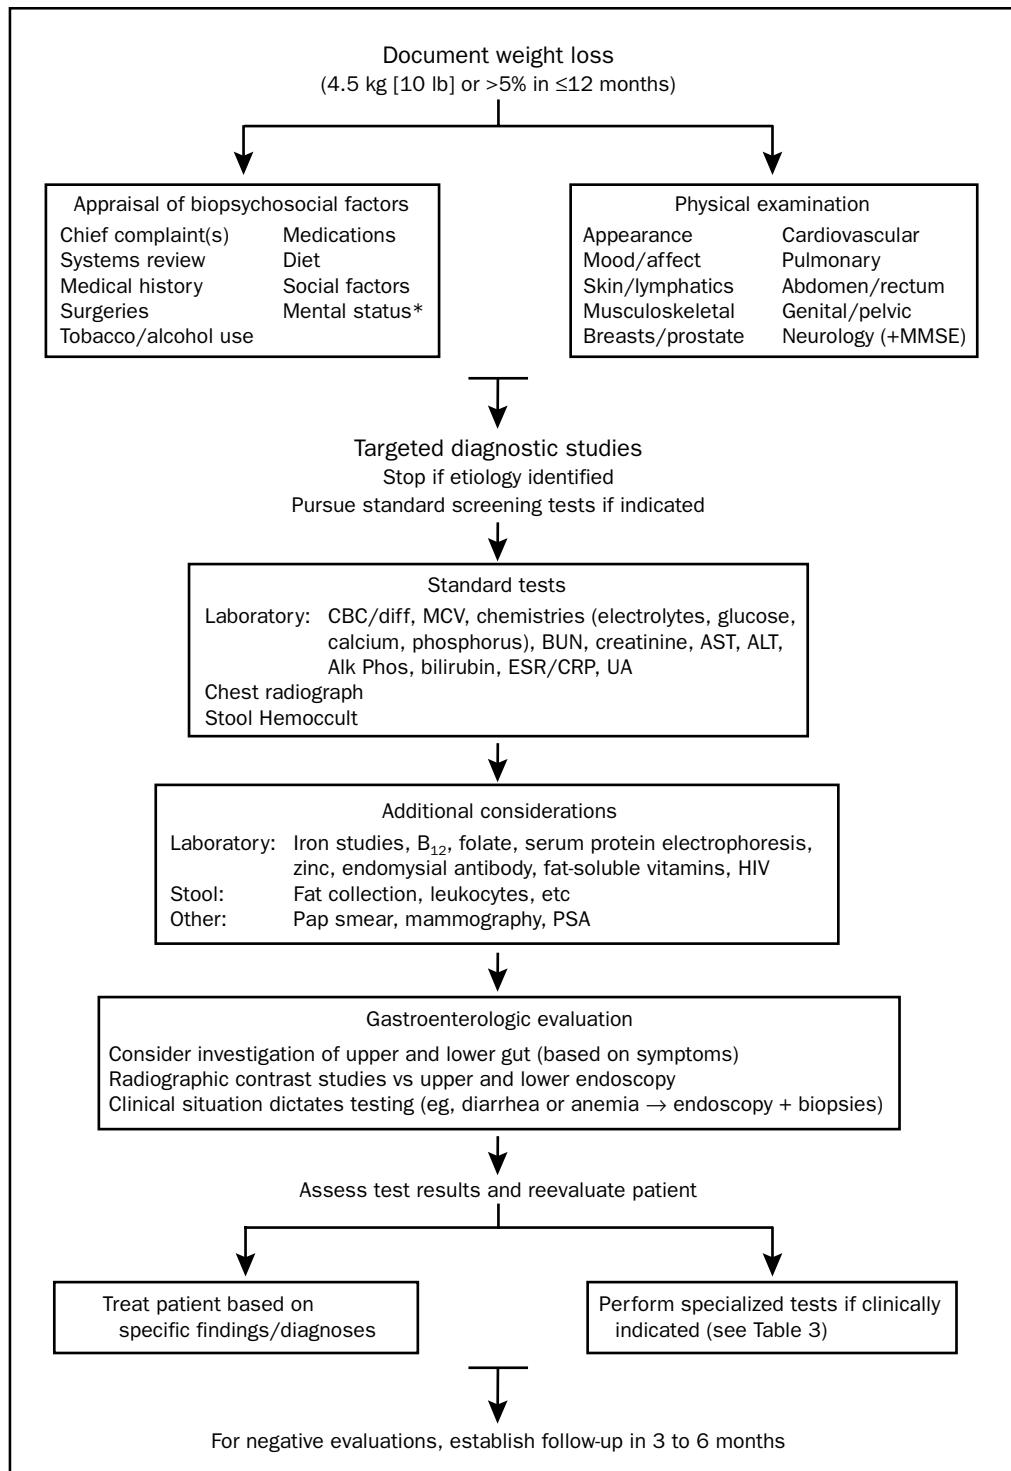 Document weight loss
(4.5 kg [10 lb] or >5% in ≤12 months)
Appraisal of biopsychosocial factors
Chief complaint(s) Medications
Systems review Diet
Medical history Social factors
Surgeries Mental status*
Tobacco/alcohol use
Physical examination
Appearance Cardiovascular
Mood/affect Pulmonary
Skin/lymphatics Abdomen/rectum
Musculoskeletal Genital/pelvic
Breasts/prostate Neurology (+MMSE)
Targeted diagnostic studies
Stop if etiology identified
Pursue standard screening tests if indicated
Standard tests
Laboratory: CBC/diff, MCV, chemistries (electrolytes, glucose,
calcium, phosphorus), BUN, creatinine, AST, ALT,
Alk Phos, bilirubin, ESR/CRP, UA
Chest radiograph
Stool Hemoccult
Additional considerations
Laboratory: Iron studies, B₁₂, folate, serum protein electrophoresis,
zinc, endomysial antibody, fat-soluble vitamins, HIV
Stool: Fat collection, leukocytes, etc
Other: Pap smear, mammography, PSA
Gastroenterologic evaluation
Consider investigation of upper and lower gut (based on symptoms)
Radiographic contrast studies vs upper and lower endoscopy
Clinical situation dictates testing (eg, diarrhea or anemia → endoscopy + biopsies)
Assess test results and reevaluate patient
Treat patient based on
specific findings/diagnoses
Perform specialized tests if clinically
indicated (see Table 3)
For negative evaluations, establish follow-up in 3 to 6 months